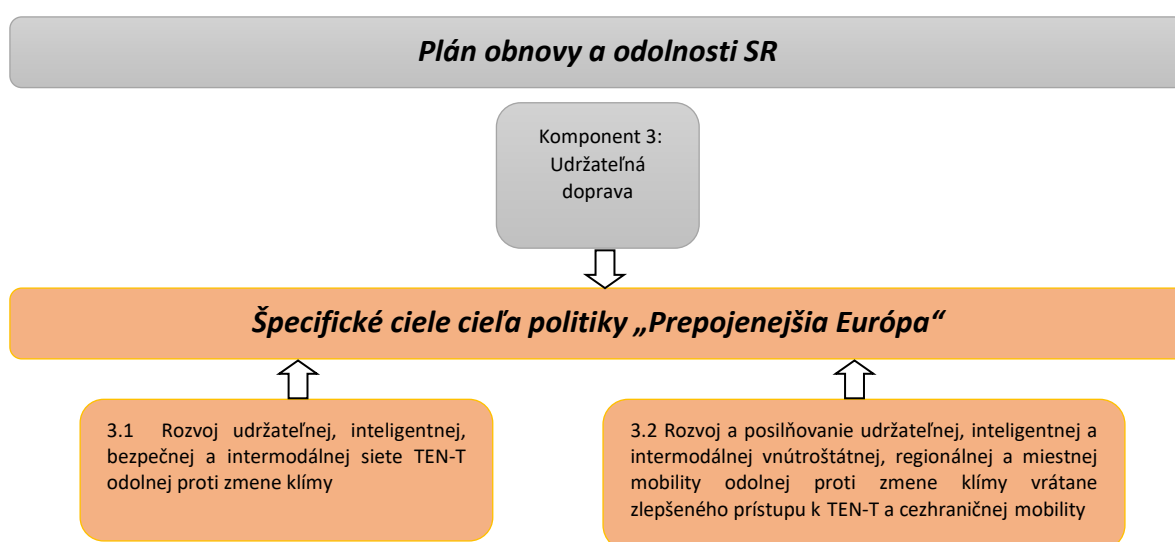 Plán obnovy a odolnosti SR
Komponent 3:
Udržateľná
doprava
Špecifické ciele cieľa politiky „Prepojenejšia Európa“
3.1 Rozvoj udržateľnej, inteligentnej,
bezpečnej a intermodálnej siete TEN-T
odolnej proti zmene klímy
3.2 Rozvoj a posilňovanie udržateľnej, inteligentnej a
intermodálnej vnútroštátnej, regionálnej a miestnej
mobility odolnej proti zmene klímy vrátane
zlepšeného prístupu k TEN-T a cezhraničnej mobility